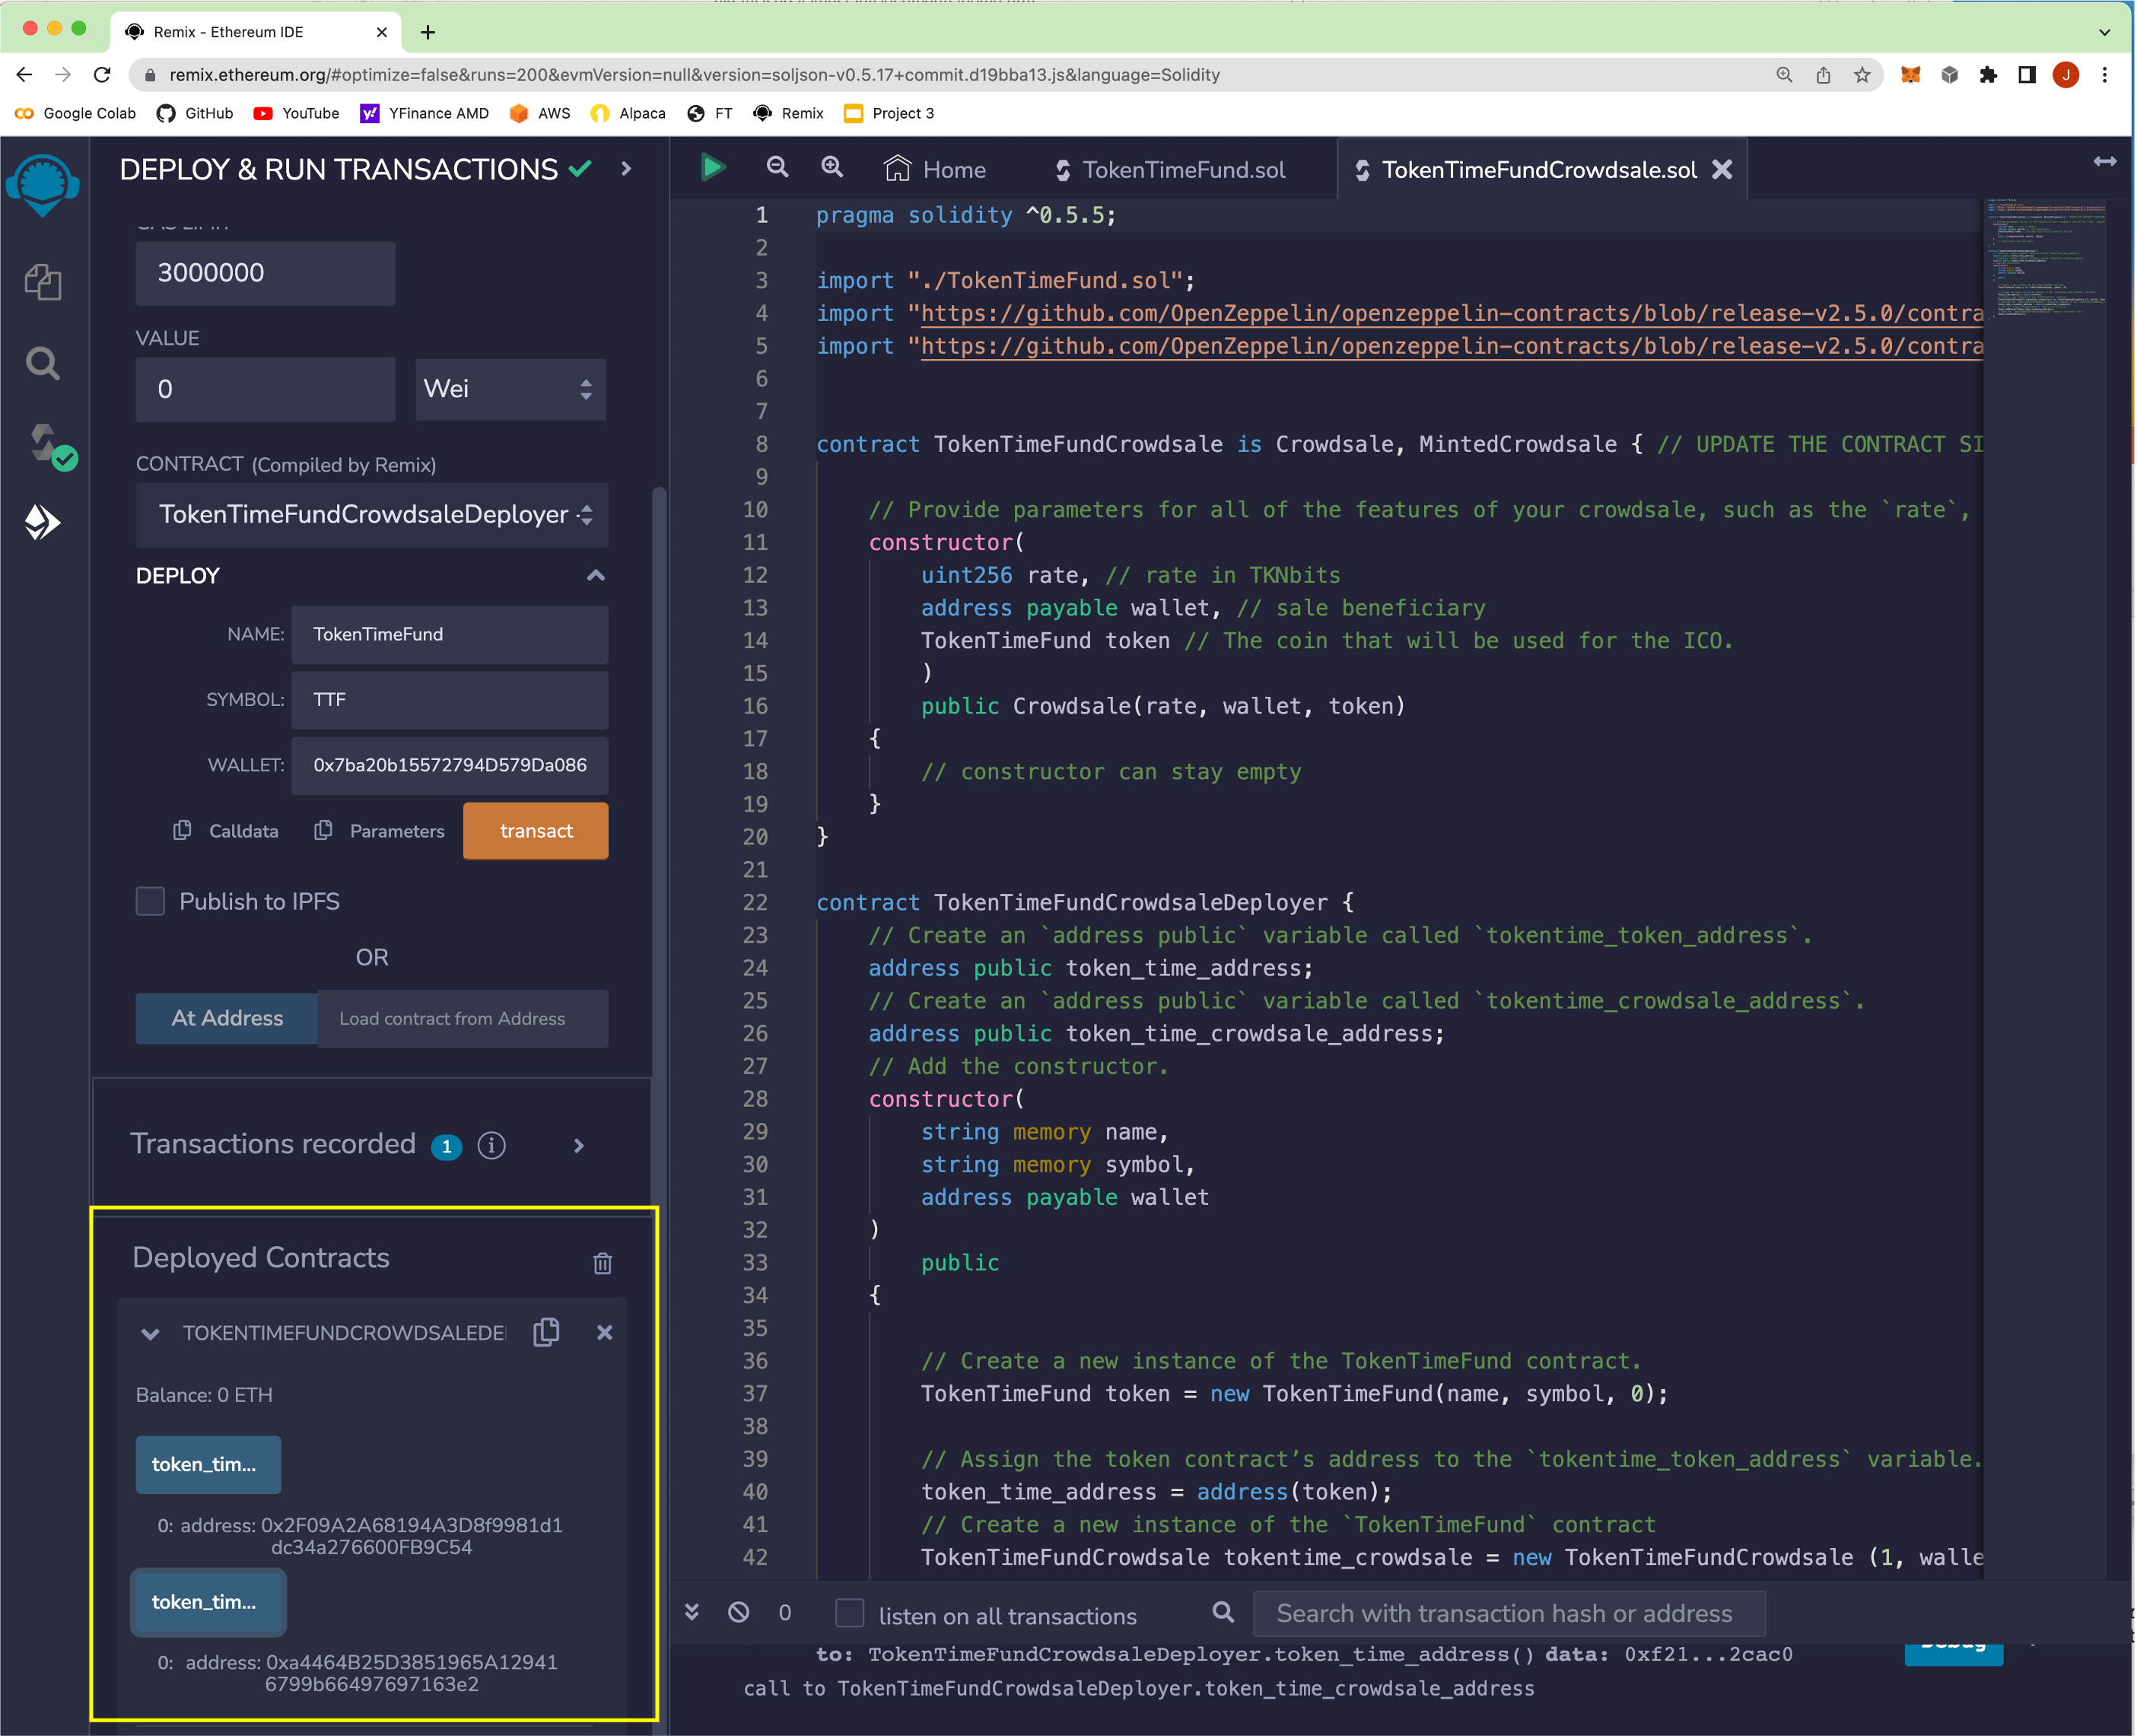 Remix - Ethereum IDE
remix.ethereum.org/#optimize=false&runs=200&evmVersion=null&version=soljson-v0.5.17+commit.d19bba13.js&language=Solidity
J
Google Colab GitHub YouTube YFinance AMD AWS Alpaca FT Remix Project 3
DEPLOY & RUN TRANSACTIONS
GAS LIMIT
3000000
VALUE
0 Wei
CONTRACT (Compiled by Remix)
TokenTimeFundCrowdsaleDeployer -
DEPLOY
NAME: TokenTimeFund
SYMBOL: TTF
WALLET: 0x7ba20b15572794D579Da086
Calldata Parameters transact
Publish to IPFS
OR
At Address Load contract from Address
Transactions recorded 1 i
Deployed Contracts
TOKENTIMEFUNDCROWDSALEDE
Balance: 0 ETH
token_tim...
0: address: 0x2F09A2A68194A3D8f9981d1
dc34a276600FB9C54
token_tim...
0: address: 0xa4464B25D3851965A12941
6799b66497697163e2
Home TokenTimeFund.sol TokenTimeFundCrowdsale.sol
1 pragma solidity ^0.5.5;
2
3 import "./TokenTimeFund.sol";
4 import "https://github.com/OpenZeppelin/openzeppelin-contracts/blob/release-v2.5.0/contra
5 import "https://github.com/OpenZeppelin/openzeppelin-contracts/blob/release-v2.5.0/contra
6
7
8 contract TokenTimeFundCrowdsale is Crowdsale, MintedCrowdsale { // UPDATE THE CONTRACT SI
9
10 // Provide parameters for all of the features of your crowdsale, such as the `rate`,
11 constructor(
12 uint256 rate, // rate in TKNbits
13 address payable wallet, // sale beneficiary
14 TokenTimeFund token // The coin that will be used for the ICO.
15 )
16 public Crowdsale(rate, wallet, token)
17 {
18 // constructor can stay empty
19 }
20 }
21
22 contract TokenTimeFundCrowdsaleDeployer {
23 // Create an `address public` variable called `tokentime_token_address`.
24 address public token_time_address;
25 // Create an `address public` variable called `tokentime_crowdsale_address`.
26 address public token_time_crowdsale_address;
27 // Add the constructor.
28 constructor(
29 string memory name,
30 string memory symbol,
31 address payable wallet
32 )
33 public
34 {
35
36 // Create a new instance of the TokenTimeFund contract.
37 TokenTimeFund token = new TokenTimeFund(name, symbol, 0);
38
39 // Assign the token contract’s address to the `tokentime_token_address` variable.
40 token_time_address = address(token);
41 // Create a new instance of the `TokenTimeFund` contract
42 TokenTimeFundCrowdsale tokentime_crowdsale = new TokenTimeFundCrowdsale (1, walle
0 listen on all transactions Search with transaction hash or address
to: TokenTimeFundCrowdsaleDeployer.token_time_address() data: 0xf21...2cac0 Debug
call to TokenTimeFundCrowdsaleDeployer.token_time_crowdsale_address